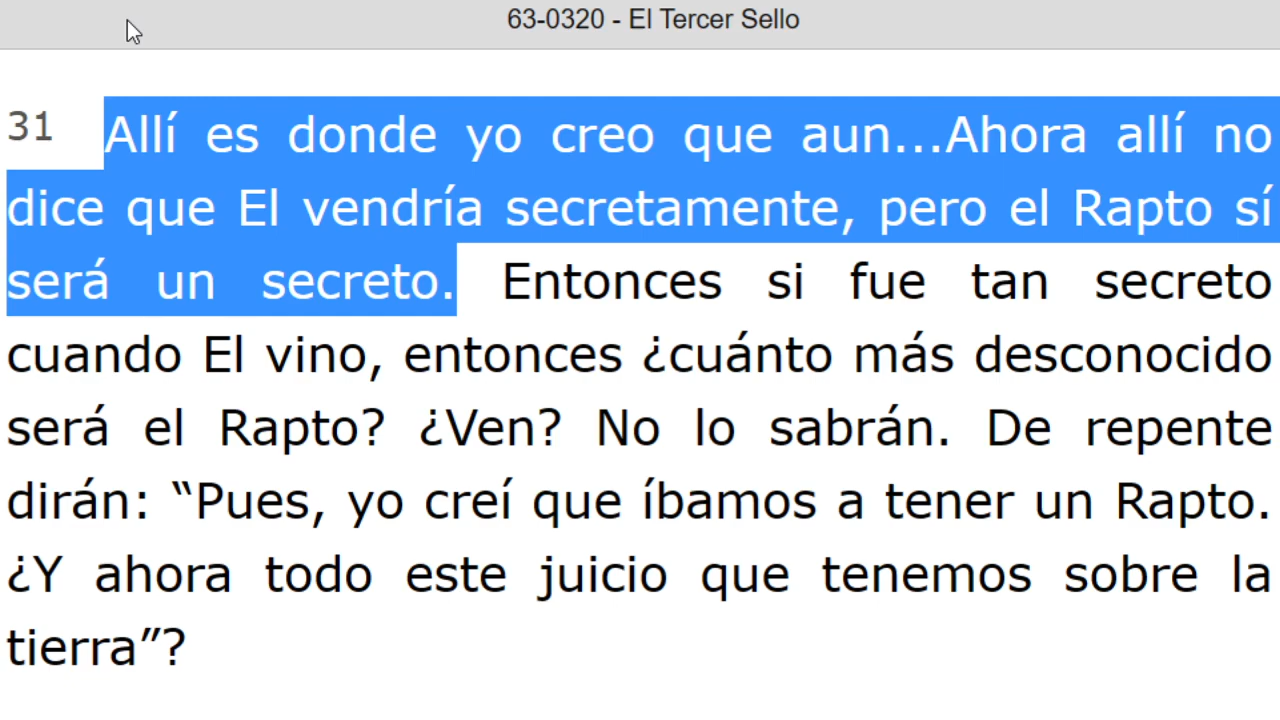 63-0320 - El Tercer Sello
31 Allí es donde yo creo que aun...Ahora allí no
dice que El vendría secretamente, pero el Rapto sí
será un secreto. Entonces si fue tan secreto
cuando El vino, entonces ¿cuánto más desconocido
será el Rapto? ¿Ven? No lo sabrán. De repente
dirán: “Pues, yo creí que íbamos a tener un Rapto.
¿Y ahora todo este juicio que tenemos sobre la
tierra”?